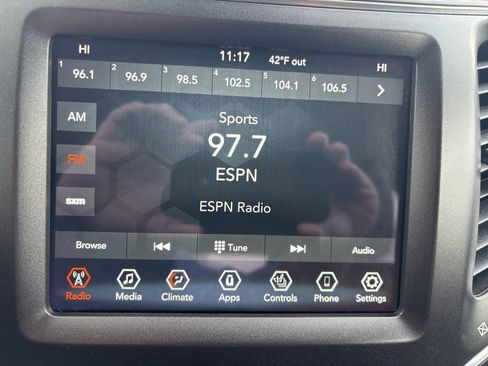 HI 11:17 42°F out HI
1 96.1 2 96.9 3 98.5 4 102.5 5 104.1 6 106.5
AM
Sports
97.7
FM
ESPN
sxm
ESPN Radio
Browse Tune Audio
Radio Media Climate Apps Controls Phone Settings